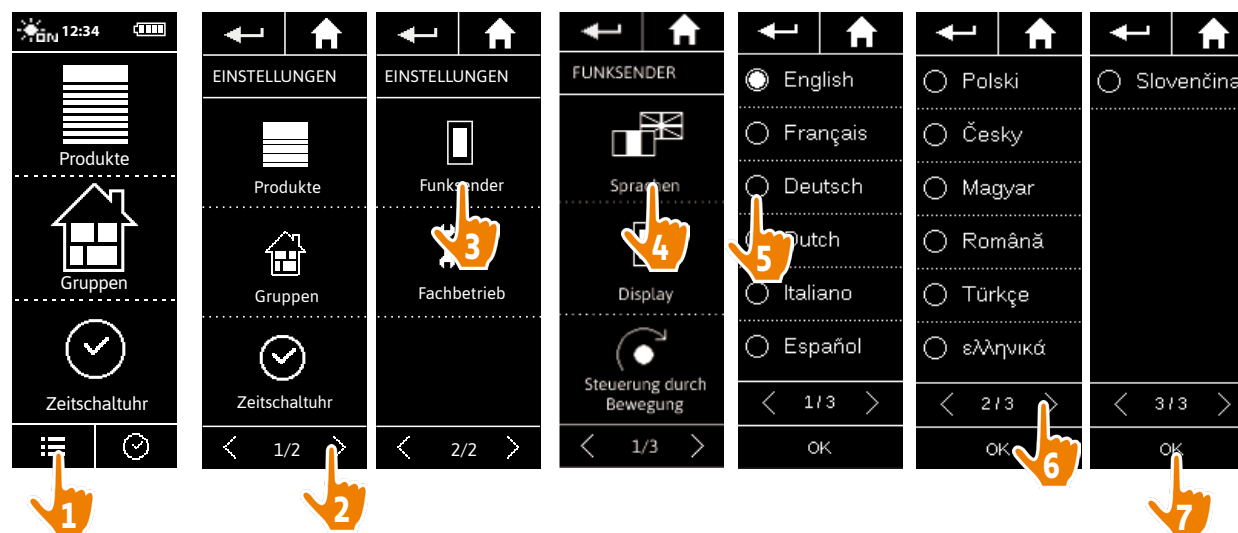 12:34
Produkte
Gruppen
Zeitschaltuhr
1
EINSTELLUNGEN
Produkte
Gruppen
Zeitschaltuhr
1/2
2
EINSTELLUNGEN
Funksender
3
Fachbetrieb
2/2
FUNKSENDER
Sprachen
4
Display
Steuerung durch
Bewegung
1/3
English
Français
Deutsch
5
Dutch
Italiano
Español
1/3
OK
Polski
Česky
Magyar
Română
Türkçe
ελληνικά
2/3
OK
6
Slovenčina
3/3
OK
7